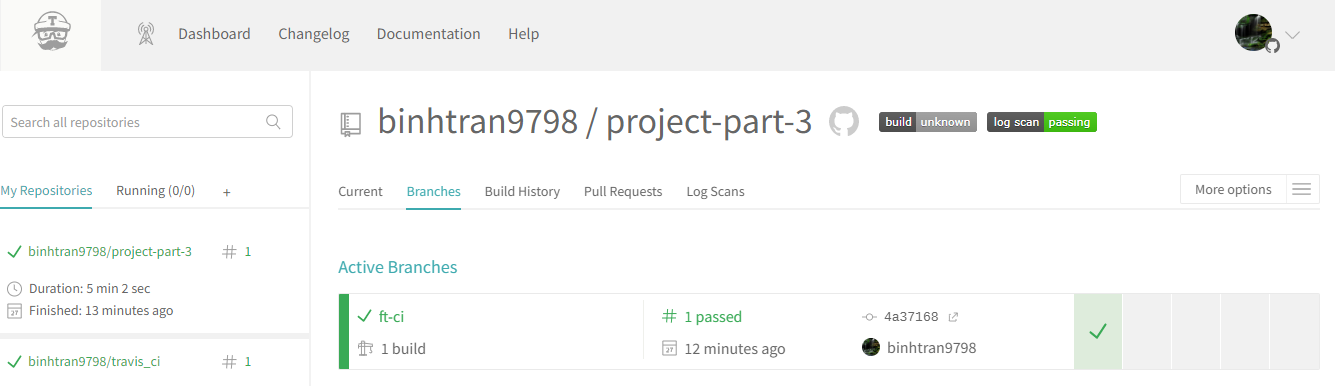 Dashboard Changelog Documentation Help
Search all repositories
binhtran9798 / project-part-3 build unknown log scan passing
My Repositories Running (0/0) +
Current Branches Build History Pull Requests Log Scans More options
binhtran9798/project-part-3 # 1
Duration: 5 min 2 sec
Finished: 13 minutes ago
binhtran9798/travis_ci # 1
Active Branches
ft-ci # 1 passed 4a37168
1 build 12 minutes ago binhtran9798